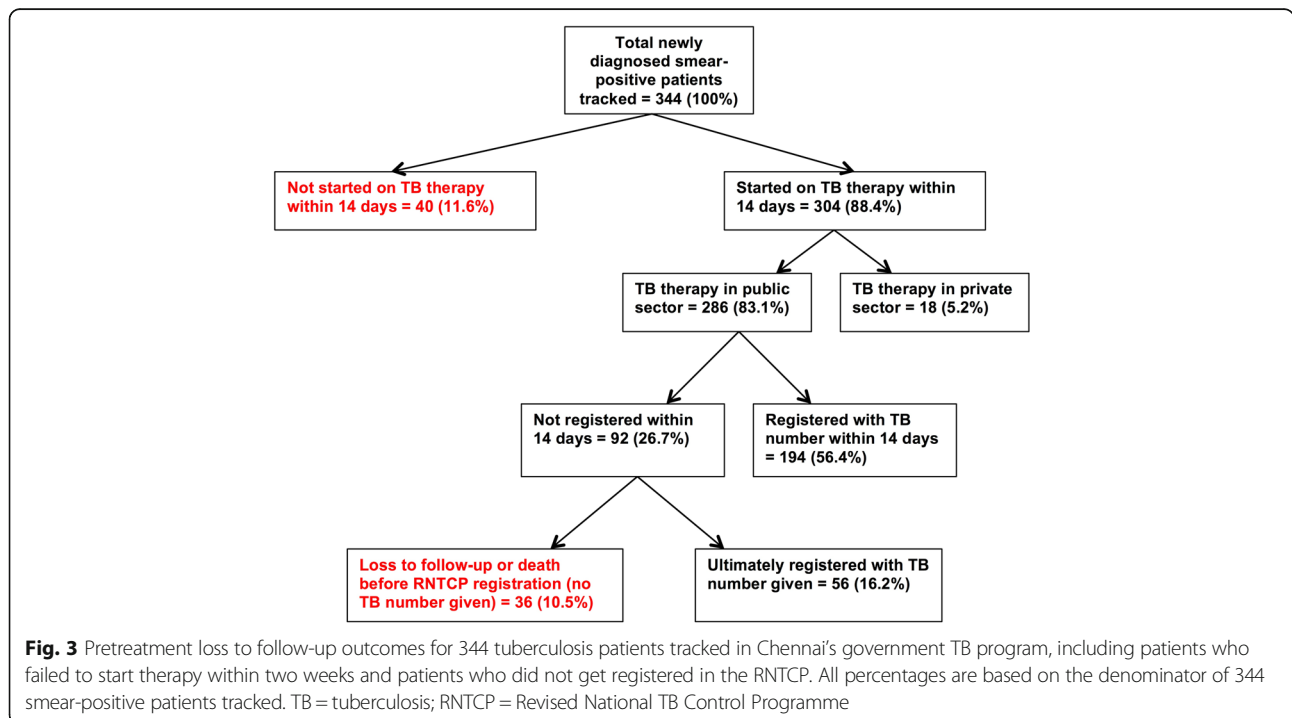 Total newly
diagnosed smear-
positive patients
tracked = 344 (100%)
Not started on TB therapy
within 14 days = 40 (11.6%)
Started on TB therapy within
14 days = 304 (88.4%)
TB therapy in public
sector = 286 (83.1%)
TB therapy in private
sector = 18 (5.2%)
Not registered within
14 days = 92 (26.7%)
Registered with TB
number within 14 days
= 194 (56.4%)
Loss to follow-up or death
before RNTCP registration (no
TB number given) = 36 (10.5%)
Ultimately registered with TB
number given = 56 (16.2%)
Fig. 3 Pretreatment loss to follow-up outcomes for 344 tuberculosis patients tracked in Chennai's government TB program, including patients who
failed to start therapy within two weeks and patients who did not get registered in the RNTCP. All percentages are based on the denominator of 344
smear-positive patients tracked. TB = tuberculosis; RNTCP = Revised National TB Control Programme